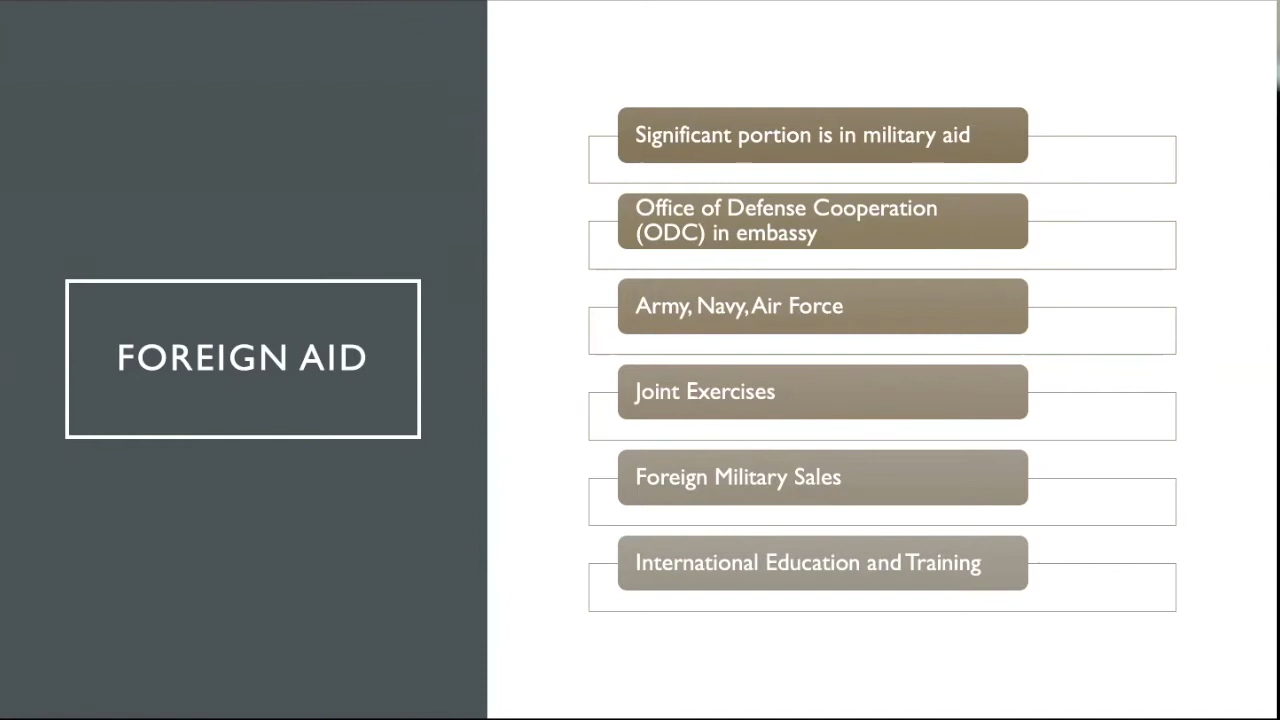 FOREIGN AID
Significant portion is in military aid
Office of Defense Cooperation
(ODC) in embassy
Army, Navy, Air Force
Joint Exercises
Foreign Military Sales
International Education and Training